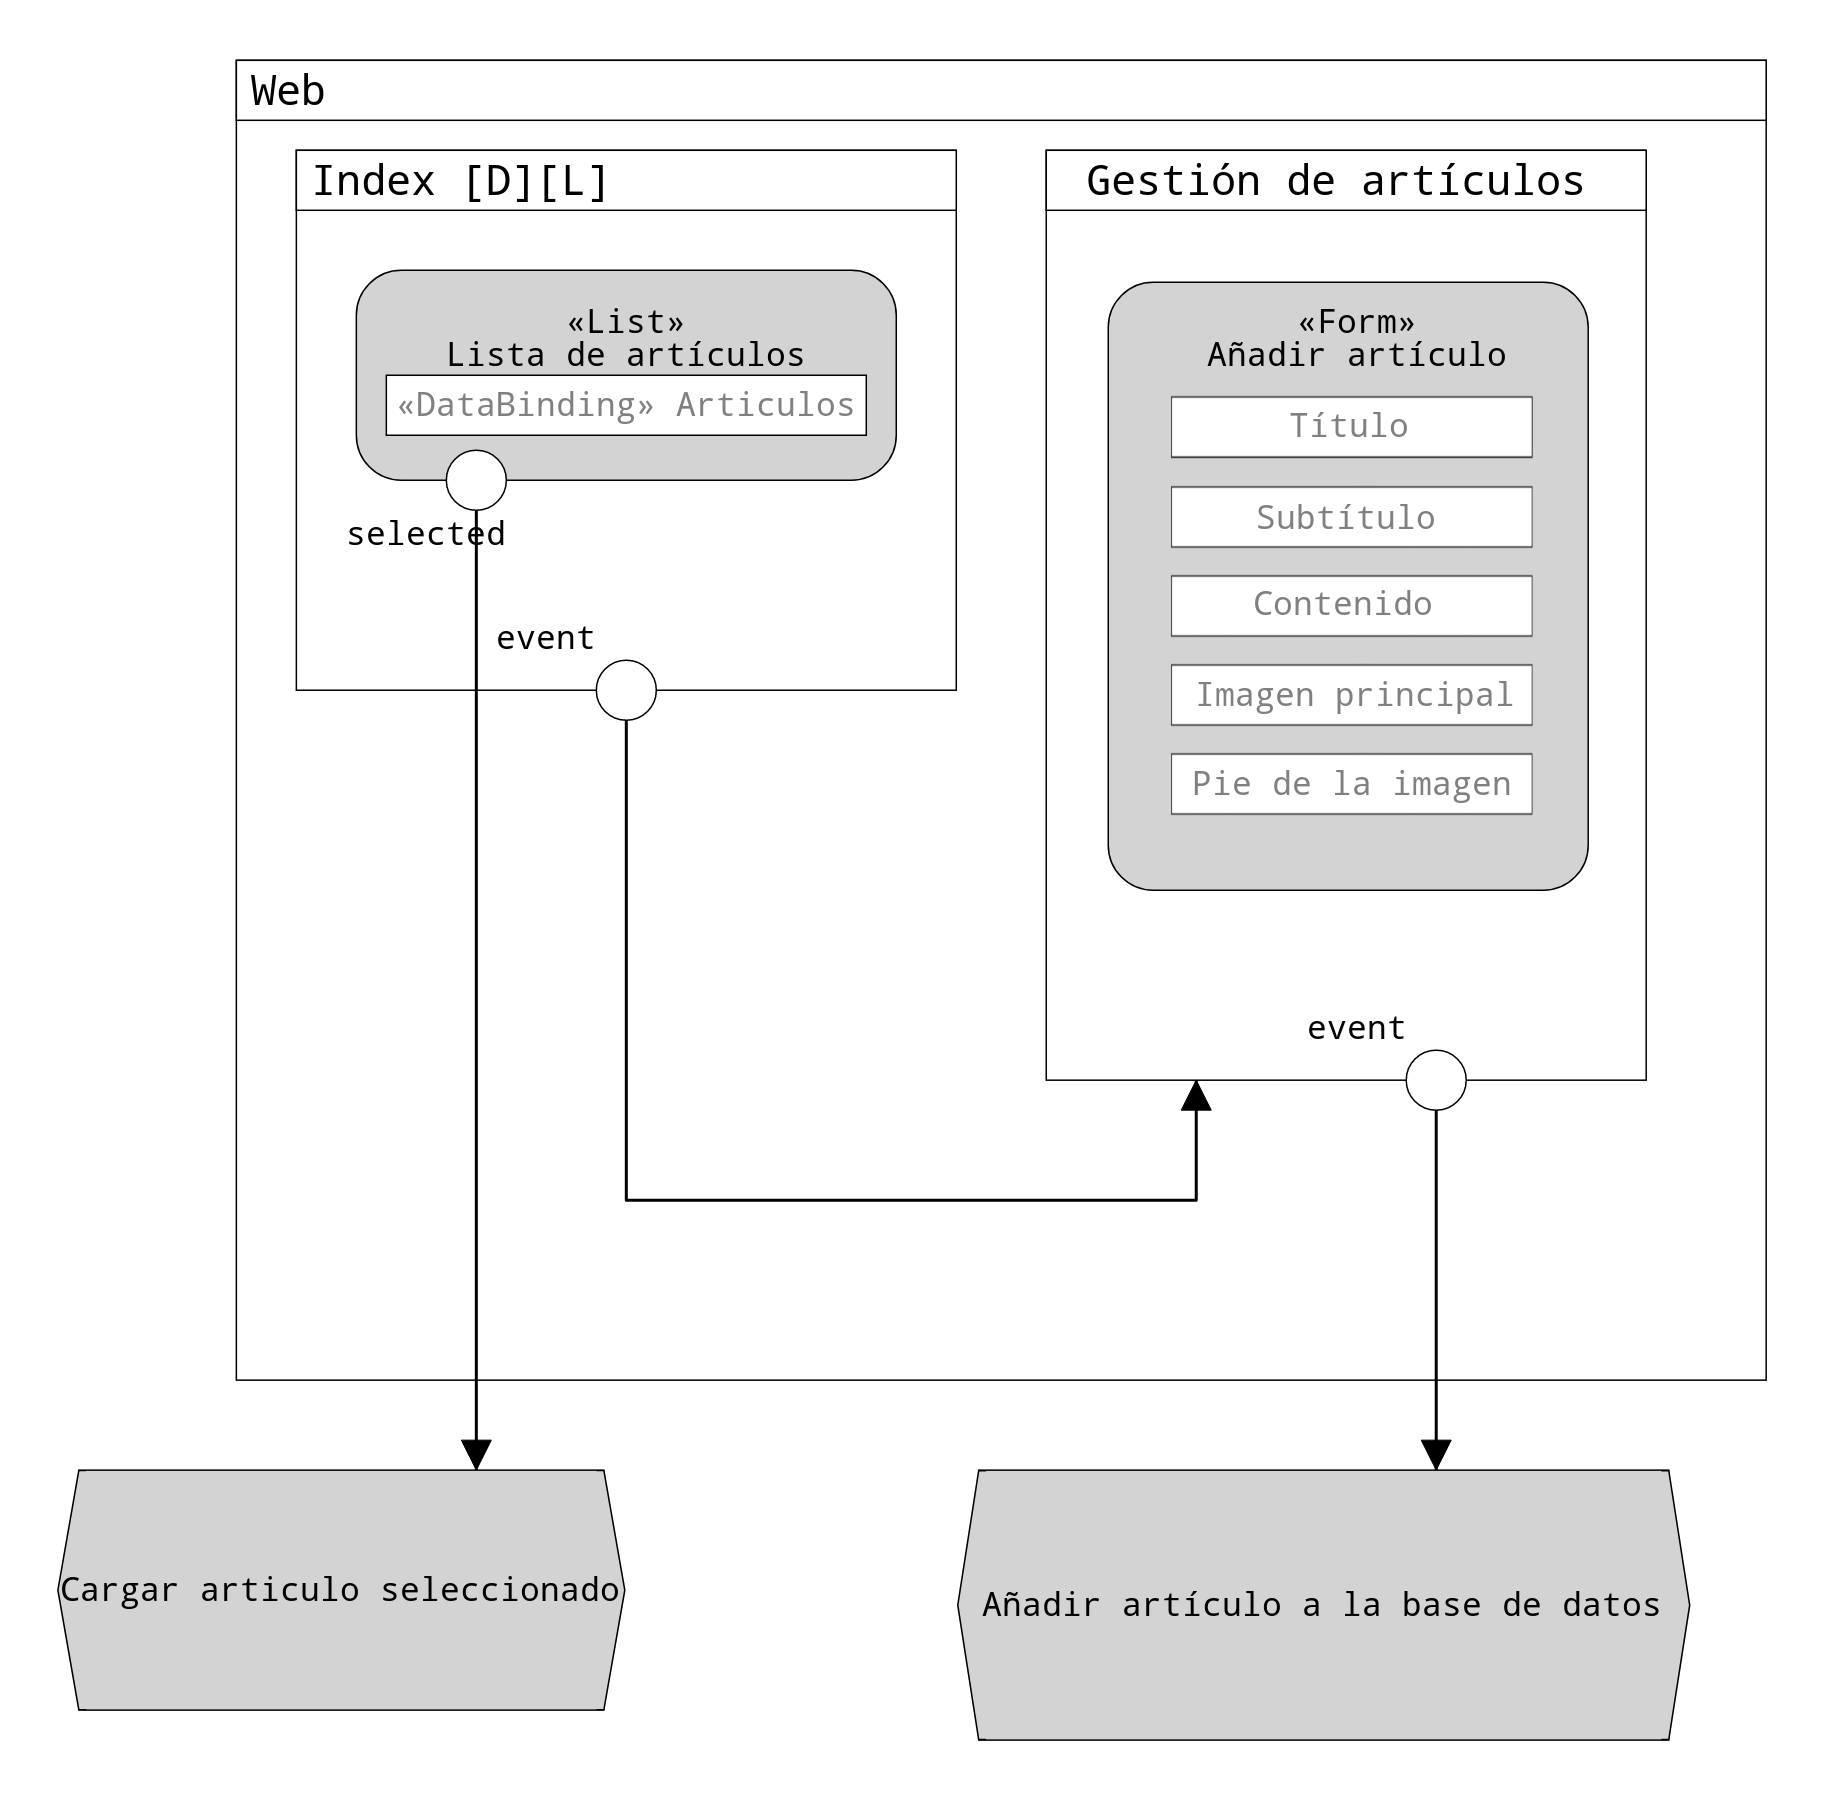 Web
Index [D][L]
«List»
Lista de artículos
«DataBinding» Articulos
selected
event
Gestión de artículos
«Form»
Añadir artículo
Título
Subtítulo
Contenido
Imagen principal
Pie de la imagen
event
Cargar articulo seleccionado
Añadir artículo a la base de datos